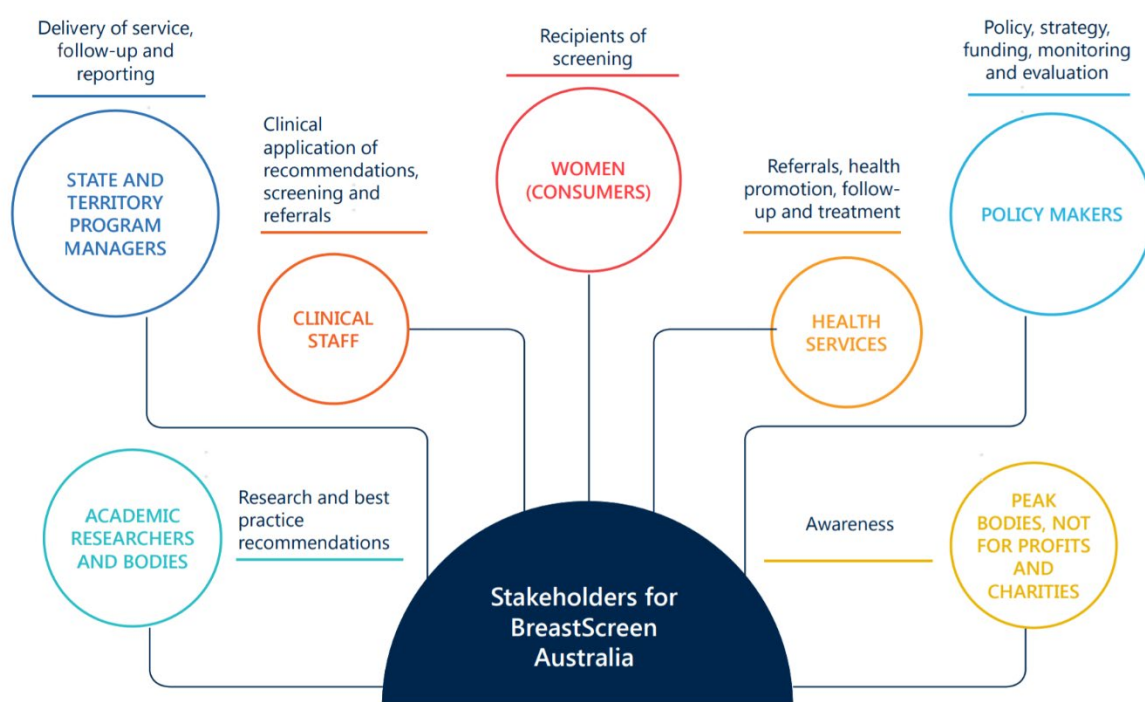 Delivery of service,
follow-up and
reporting
STATE AND
TERRITORY
PROGRAM
MANAGERS
Clinical
application of
recommendations,
screening and
referrals
CLINICAL
STAFF
Recipients of
screening
WOMEN
(CONSUMERS)
Referrals, health
promotion, follow-
up and treatment
HEALTH
SERVICES
Policy, strategy,
funding, monitoring
and evaluation
POLICY MAKERS
ACADEMIC
RESEARCHERS
AND BODIES
Research and best
practice
recommendations
Awareness
PEAK
BODIES, NOT
FOR PROFITS
AND
CHARITIES
Stakeholders for
BreastScreen
Australia